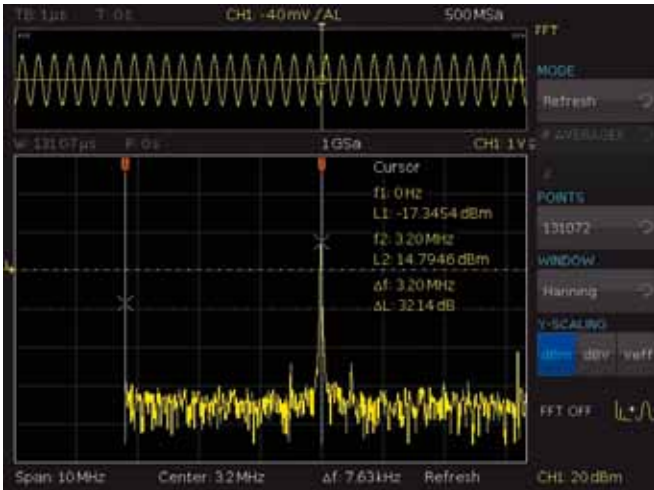 TB: 1µs T: 0s CH1: -40mV / AL 500MSa
FFT
MODE
Refresh
# AVERAGES
W: 131.07µs P: 0s 1GSa CH1: 1V
Cursor
f1: 0Hz
L1: -17.3454 dBm
f2: 3.20MHz
L2: 14.7946 dBm
Δf: 3.20 MHz
ΔL: 32.14 dB
POINTS
131072
WINDOW
Hanning
Y-SCALING
dBm dBV Veff
FFT OFF
Span: 10MHz Center: 3.2MHz Δf: 7.63kHz Refresh CH1: 20dBm